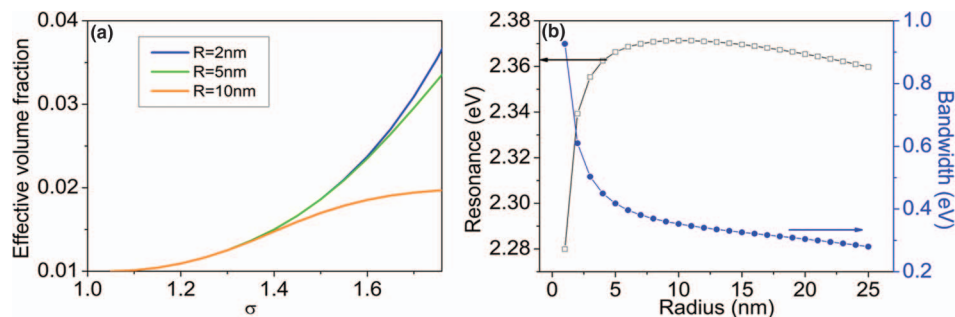 (a)
R=2nm
R=5nm
R=10nm
Effective volume fraction
0.04
0.03
0.02
0.01
1.0 1.2 1.4 1.6
σ
(b)
Resonance (eV)
2.38
2.36
2.34
2.32
2.30
2.28
0 5 10 15 20 25
Radius (nm)
1.0
0.8
0.6
0.4
0.2
Bandwidth (eV)